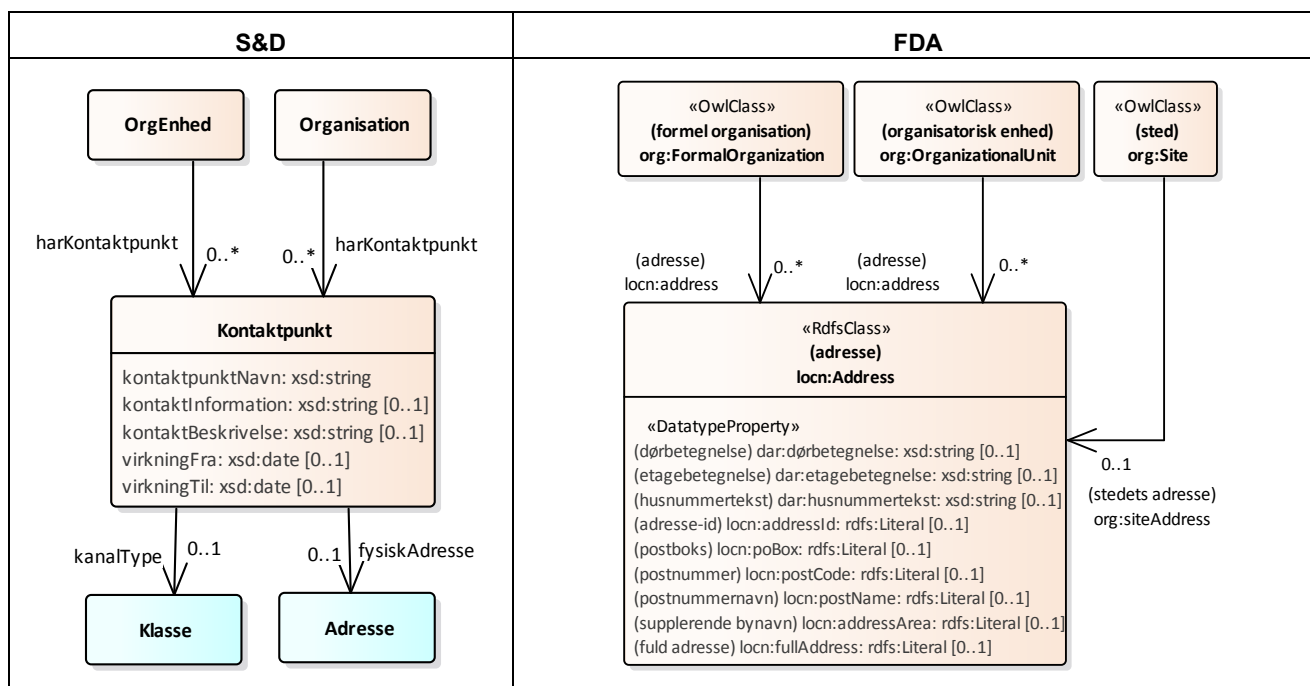 S&D
FDA
OrgEnhed
Organisation
harKontaktpunkt
0..*
0..*
harKontaktpunkt
Kontaktpunkt
kontaktpunktNavn: xsd:string
kontaktInformation: xsd:string [0..1]
kontaktBeskrivelse: xsd:string [0..1]
virkningFra: xsd:date [0..1]
virkningTil: xsd:date [0..1]
kanalType
0..1
0..1
fysiskAdresse
Klasse
Adresse
«OwlClass»
(formel organisation)
org:FormalOrganization
«OwlClass»
(organisatorisk enhed)
org:OrganizationalUnit
«OwlClass»
(sted)
org:Site
(adresse)
locn:address
0..*
(adresse)
locn:address
0..*
«RdfsClass»
(adresse)
locn:Address
«DatatypeProperty»
(dørbetegnelse) dar:dørbetegnelse: xsd:string [0..1]
(etagebetegnelse) dar:etagebetegnelse: xsd:string [0..1]
(husnummertekst) dar:husnummertekst: xsd:string [0..1]
(adresse-id) locn:addressId: rdfs:Literal [0..1]
(postboks) locn:poBox: rdfs:Literal [0..1]
(postnummer) locn:postCode: rdfs:Literal [0..1]
(postnummernavn) locn:postName: rdfs:Literal [0..1]
(supplerende bynavn) locn:addressArea: rdfs:Literal [0..1]
(fuld adresse) locn:fullAddress: rdfs:Literal [0..1]
0..1
(stedets adresse)
org:siteAddress